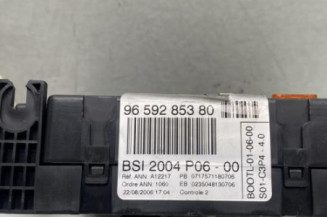 96 592 853 80
BSI 2004 P06 - 00
Ref. ANN. A12217 PB 0717571180706
Ordre ANN: 1060 EB 0235048130706
22/08/2006 17:04 Controle 2
BOOTL-01-06-00
S01-C3P4 - 4.0